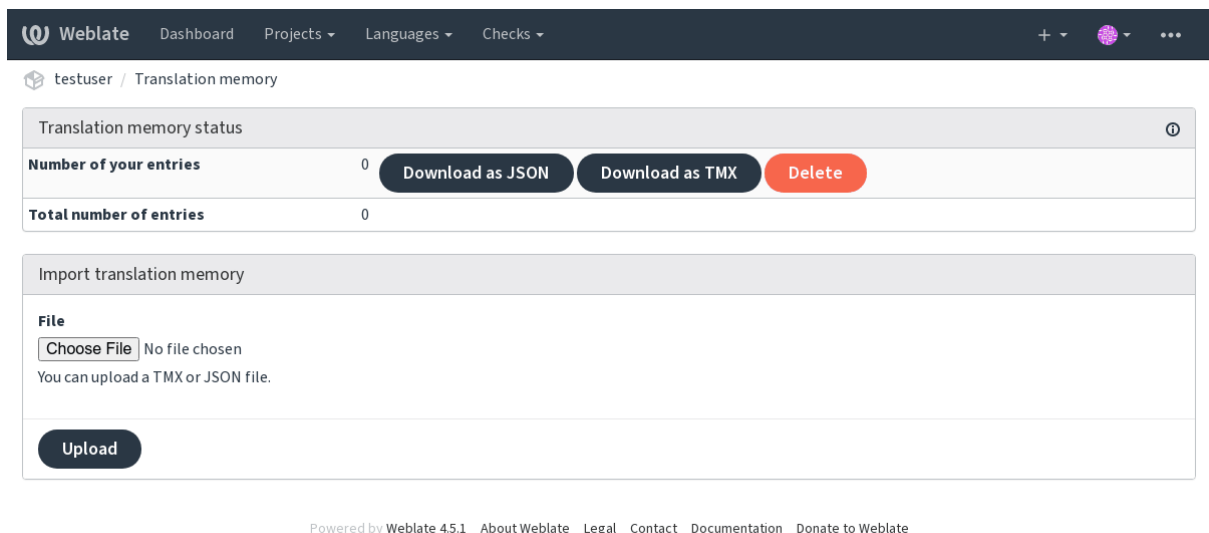 Weblate Dashboard Projects Languages Checks
testuser / Translation memory
Translation memory status
Number of your entries 0 Download as JSON Download as TMX Delete
Total number of entries 0
Import translation memory
File
Choose File No file chosen
You can upload a TMX or JSON file.
Upload
Powered by Weblate 4.5.1 About Weblate Legal Contact Documentation Donate to Weblate